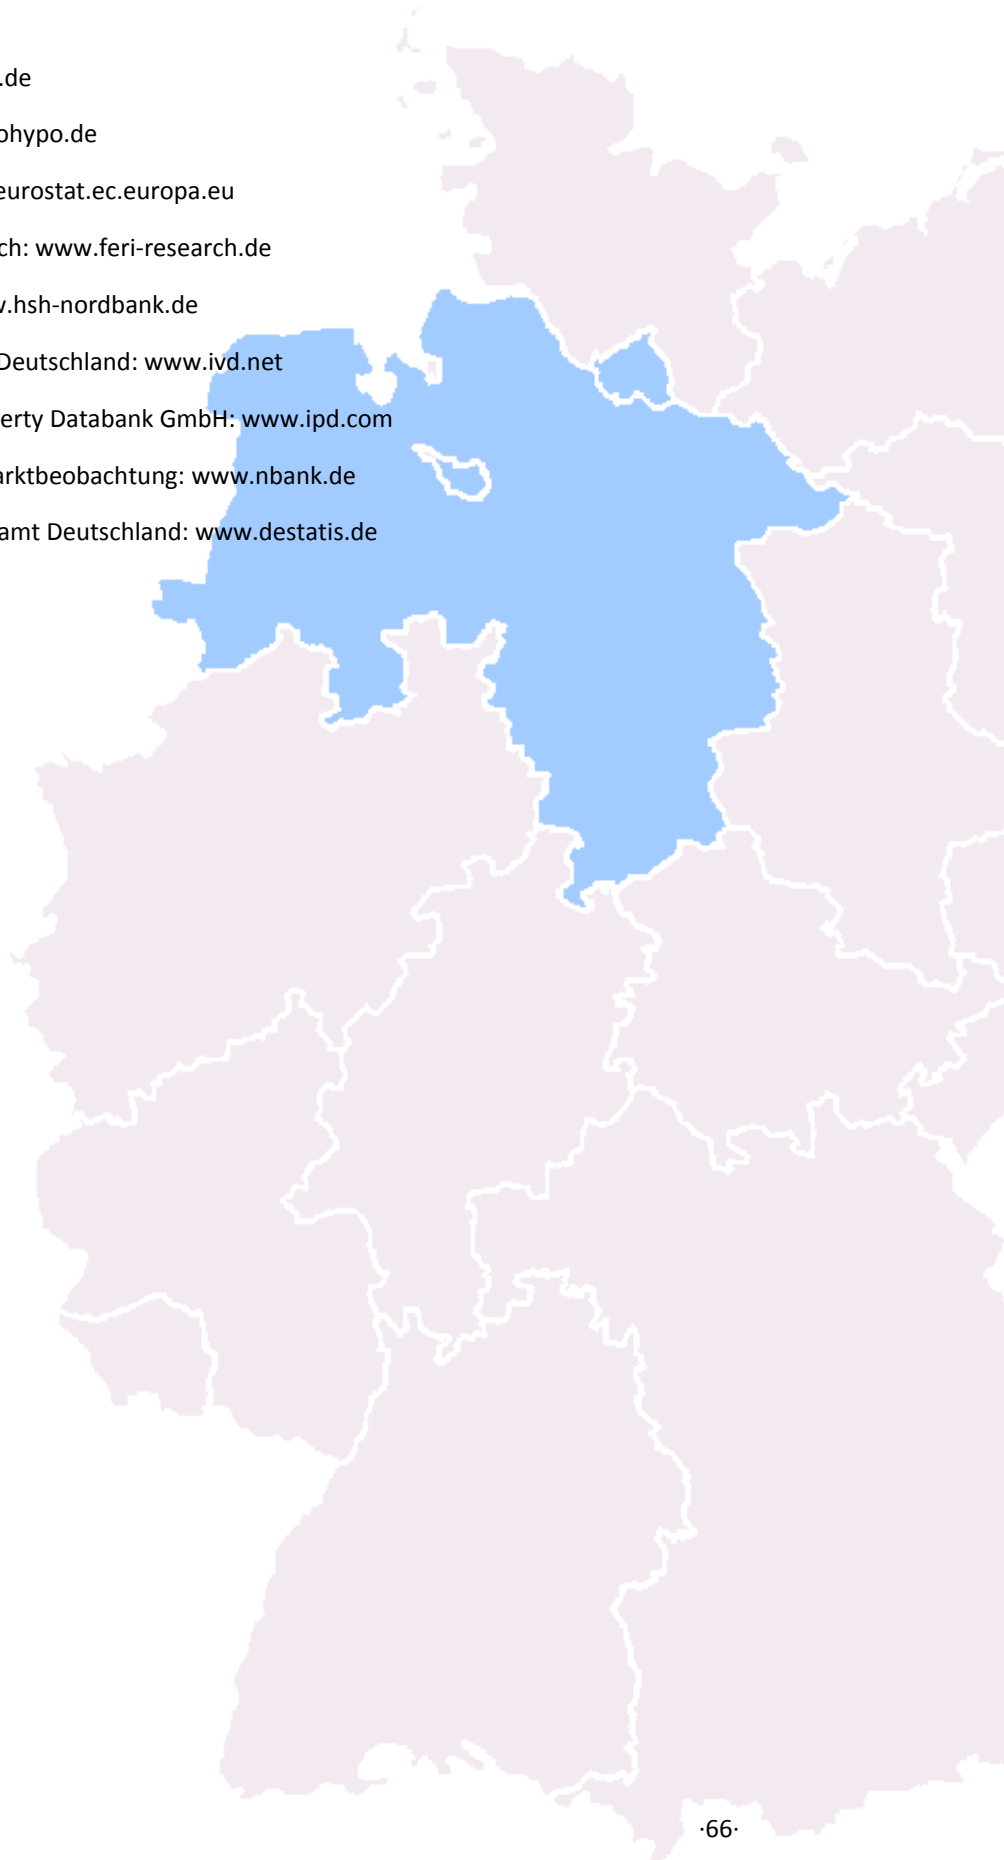 .de
ohypo.de
eurostat.ec.europa.eu
ch: www.feri-research.de
w.hsh-nordbank.de
Deutschland: www.ivd.net
erty Databank GmbH: www.ipd.com
arktbeobachtung: www.nbank.de
amt Deutschland: www.destatis.de
·66·